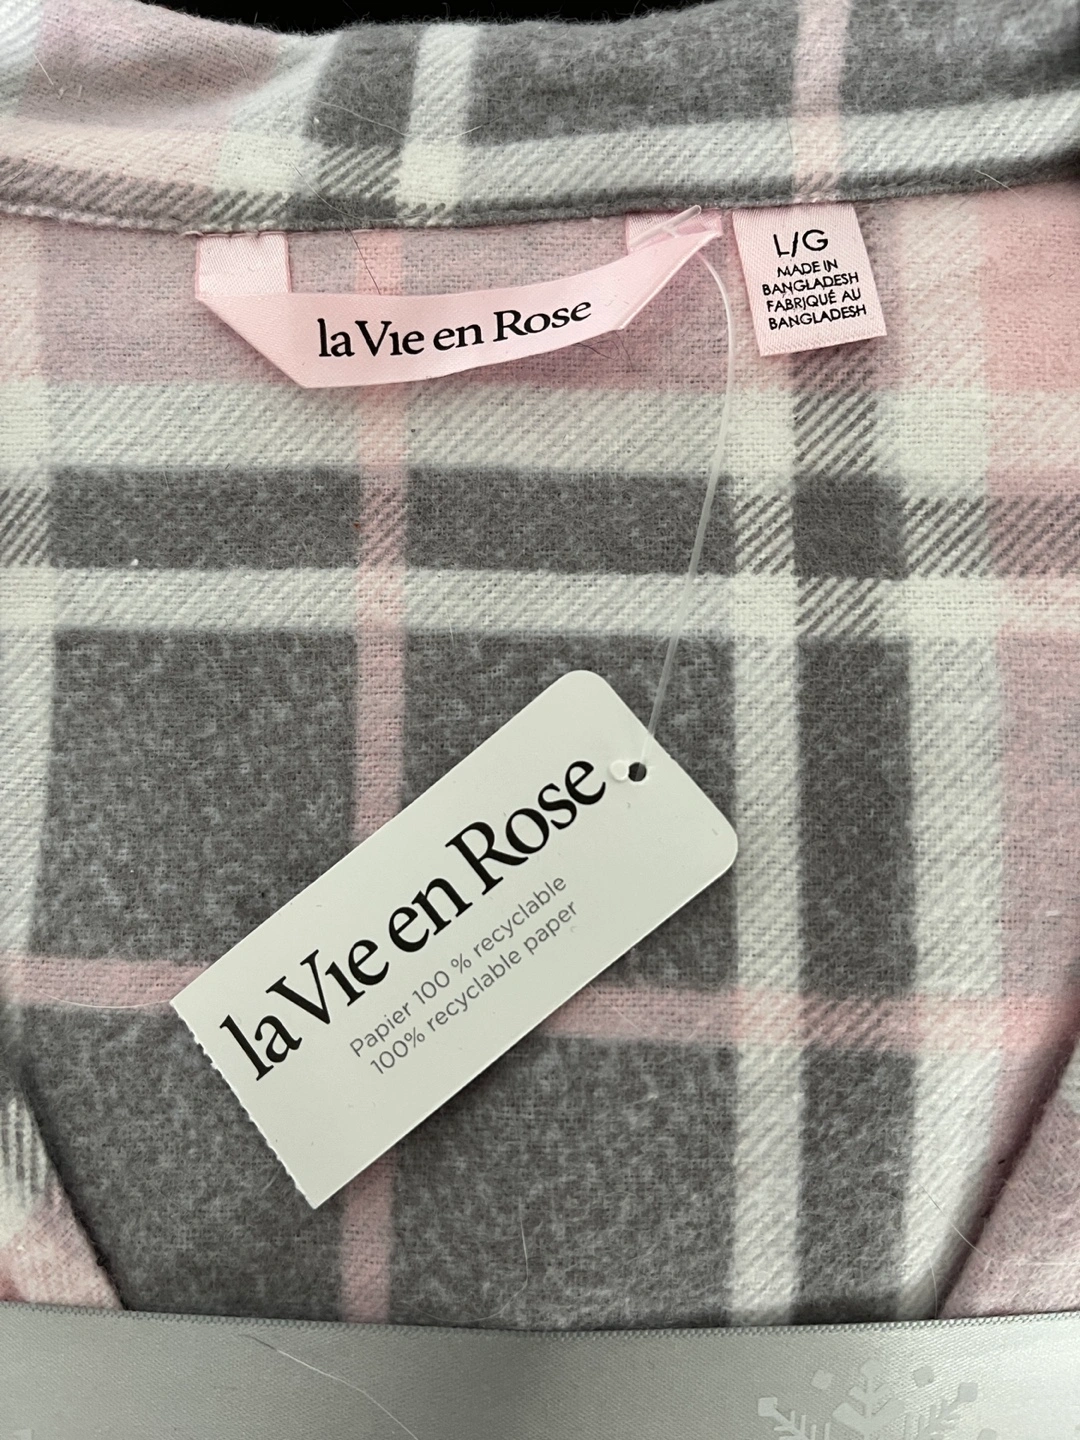 la Vie en Rose
L/G
MADE IN
BANGLADESH
FABRIQUÉ AU
BANGLADESH
la Vie en Rose
Papier 100 % recyclable
100% recyclable paper